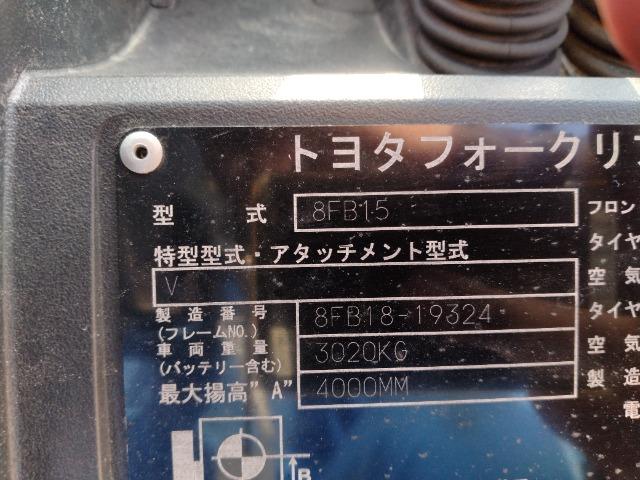 トヨタフォークリフ
型式 8FB15
フロン
特型型式・アタッチメント型式
タイヤ
V
空気
製造番号
(フレームNO.) 8FB18-19324
タイヤ
車両重量
(バッテリー含む) 3020KG
空気
最大揚高"A" 4000MM
製造
電
B